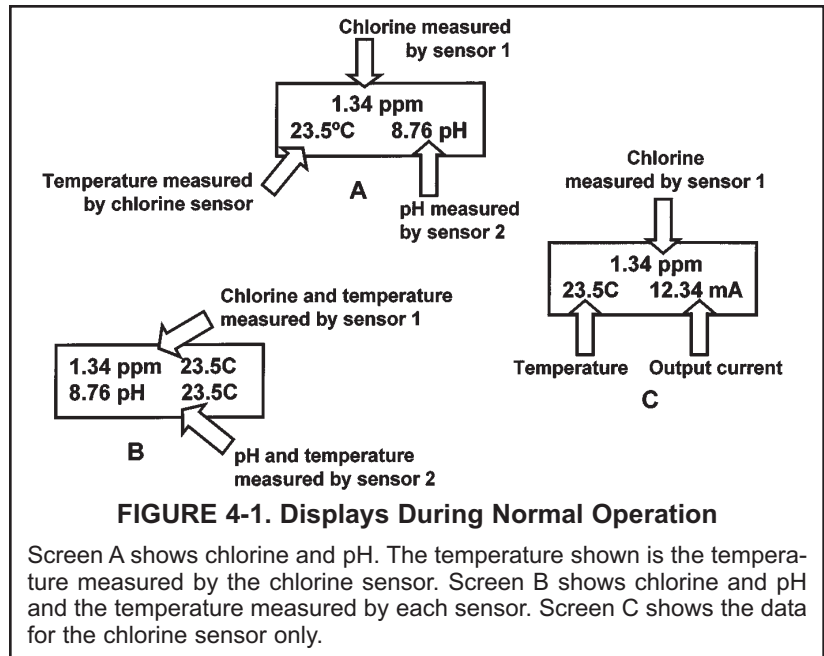 Chlorine measured
by sensor 1
1.34 ppm
23.5ºC 8.76 pH
Temperature measured
by chlorine sensor
A
pH measured
by sensor 2
Chlorine
measured by sensor 1
1.34 ppm
23.5C 12.34 mA
Temperature Output current
C
Chlorine and temperature
measured by sensor 1
1.34 ppm 23.5C
8.76 pH 23.5C
B
pH and temperature
measured by sensor 2
FIGURE 4-1. Displays During Normal Operation
Screen A shows chlorine and pH. The temperature shown is the tempera-
ture measured by the chlorine sensor. Screen B shows chlorine and pH
and the temperature measured by each sensor. Screen C shows the data
for the chlorine sensor only.